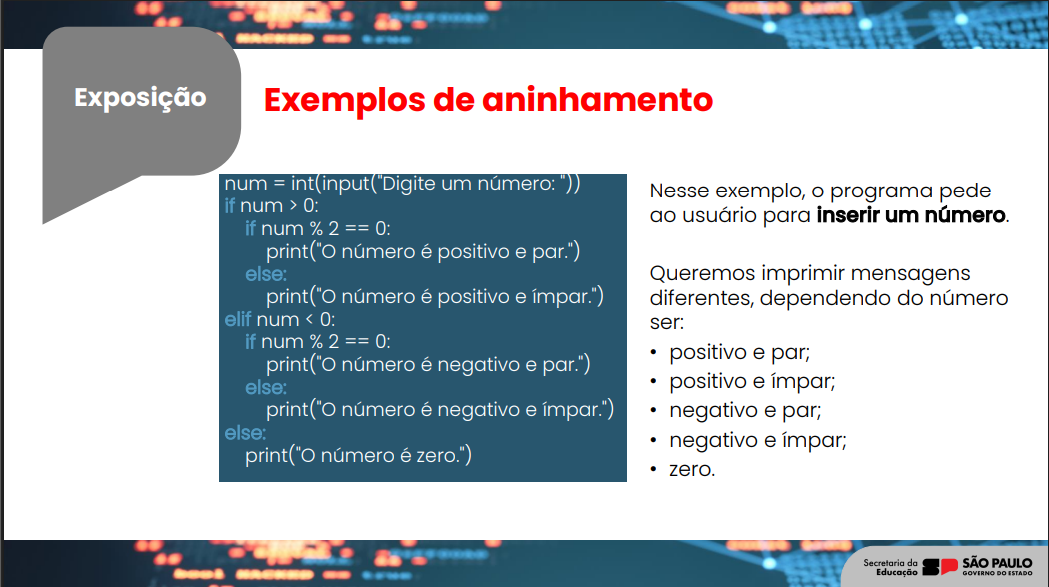 Exposição
Exemplos de aninhamento
num = int(input("Digite um número: "))
if num > 0:
if num % 2 == 0:
print("O número é positivo e par.")
else:
print("O número é positivo e ímpar.")
elif num < 0:
if num % 2 == 0:
print("O número é negativo e par.")
else:
print("O número é negativo e ímpar.")
else:
print("O número é zero.")
Nesse exemplo, o programa pede
ao usuário para inserir um número.
Queremos imprimir mensagens
diferentes, dependendo do número
ser:
• positivo e par;
• positivo e ímpar;
• negativo e par;
• negativo e ímpar;
• zero.
Secretaria da
Educação
SÃO PAULO
GOVERNO DO ESTADO